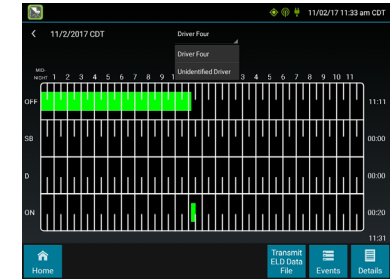 11/02/17 11:33 am CDT
11/2/2017 CDT
Driver Four
Driver Four
Unidentified Driver
MID-
NIGHT 1 2 3 4 5 6 7 8 9 1 3 4 5 6 7 8 9 10 11
OFF 11:11
SB 00:00
D 00:00
ON 00:20
11:31
Home
Transmit
ELD Data
File
Events
Details